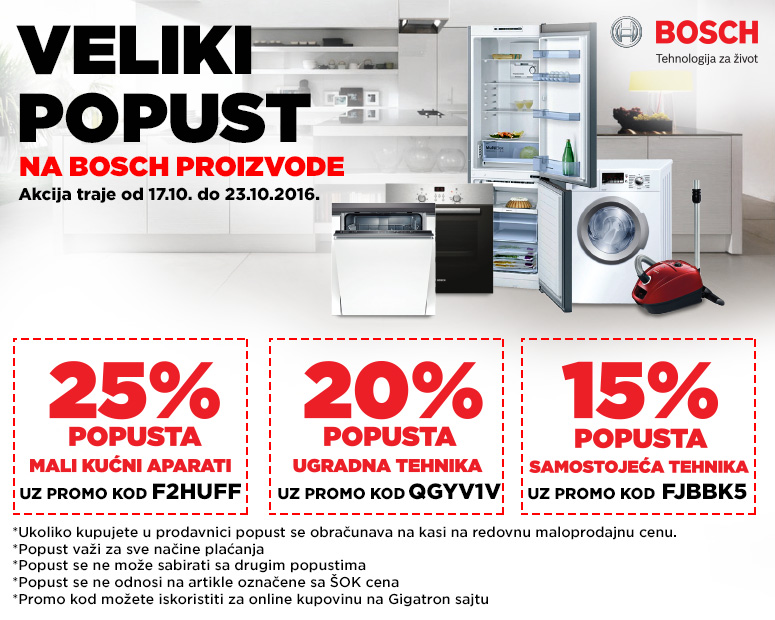 VELIKI
POPUST
NA BOSCH PROIZVODE
Akcija traje od 17.10. do 23.10.2016.
BOSCH
Tehnologija za život
25%
POPUSTA
MALI KUĆNI APARATI
UZ PROMO KOD F2HUFF
20%
POPUSTA
UGRADNA TEHNIKA
UZ PROMO KOD QGYV1V
15%
POPUSTA
SAMOSTOJEĆA TEHNIKA
UZ PROMO KOD FJBBK5
*Ukoliko kupujete u prodavnici popust se obračunava na kasi na redovnu maloprodajnu cenu.
*Popust važi za sve načine plaćanja
*Popust se ne može sabirati sa drugim popustima
*Popust se ne odnosi na artikle označene sa ŠOK cena
*Promo kod možete iskoristiti za online kupovinu na Gigatron sajtu